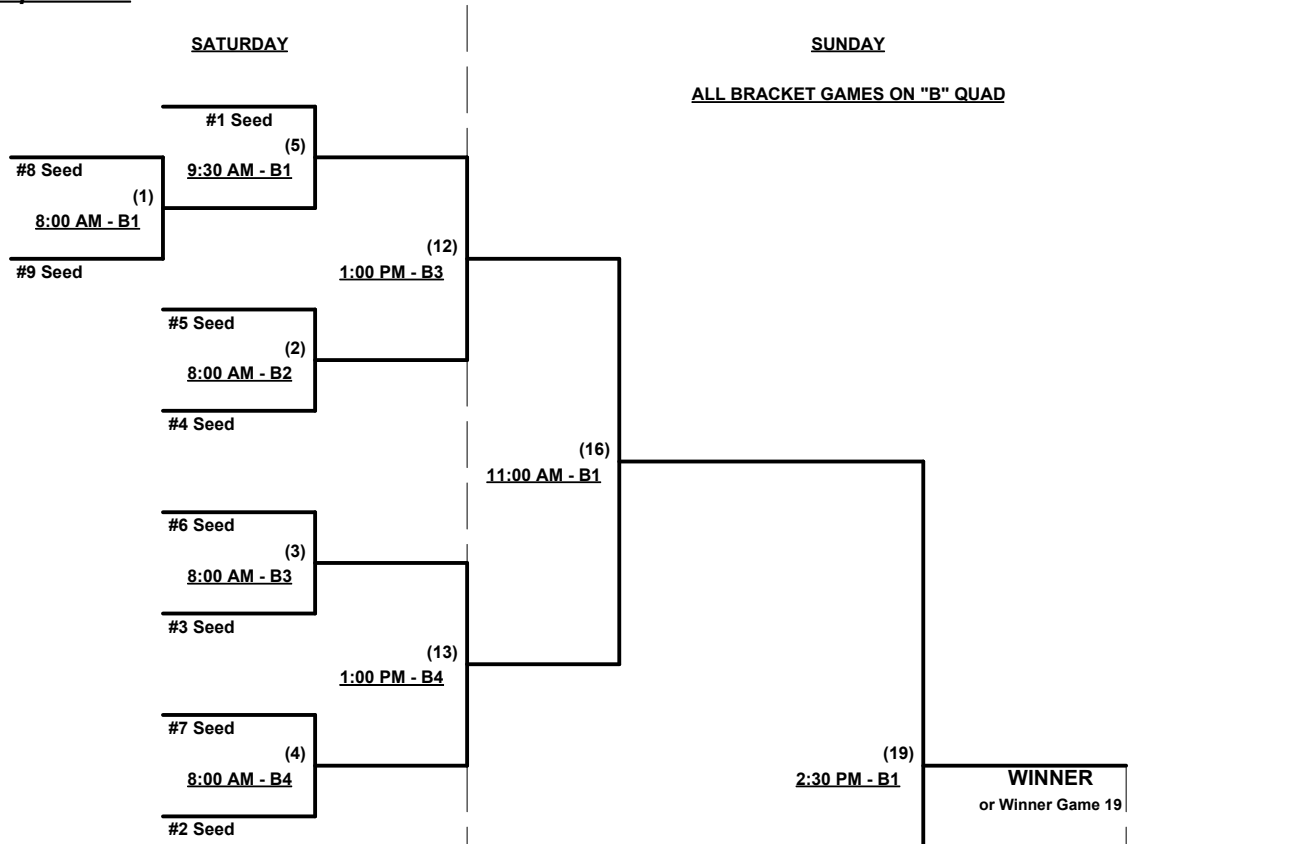 SATURDAY
SUNDAY
ALL BRACKET GAMES ON "B" QUAD
#1 Seed
(5)
9:30 AM - B1
#8 Seed
(1)
8:00 AM - B1
#9 Seed
(12)
1:00 PM - B3
#5 Seed
(2)
8:00 AM - B2
#4 Seed
(16)
11:00 AM - B1
#6 Seed
(3)
8:00 AM - B3
#3 Seed
(13)
1:00 PM - B4
#7 Seed
(4)
8:00 AM - B4
#2 Seed
(19)
2:30 PM - B1
WINNER
or Winner Game 19